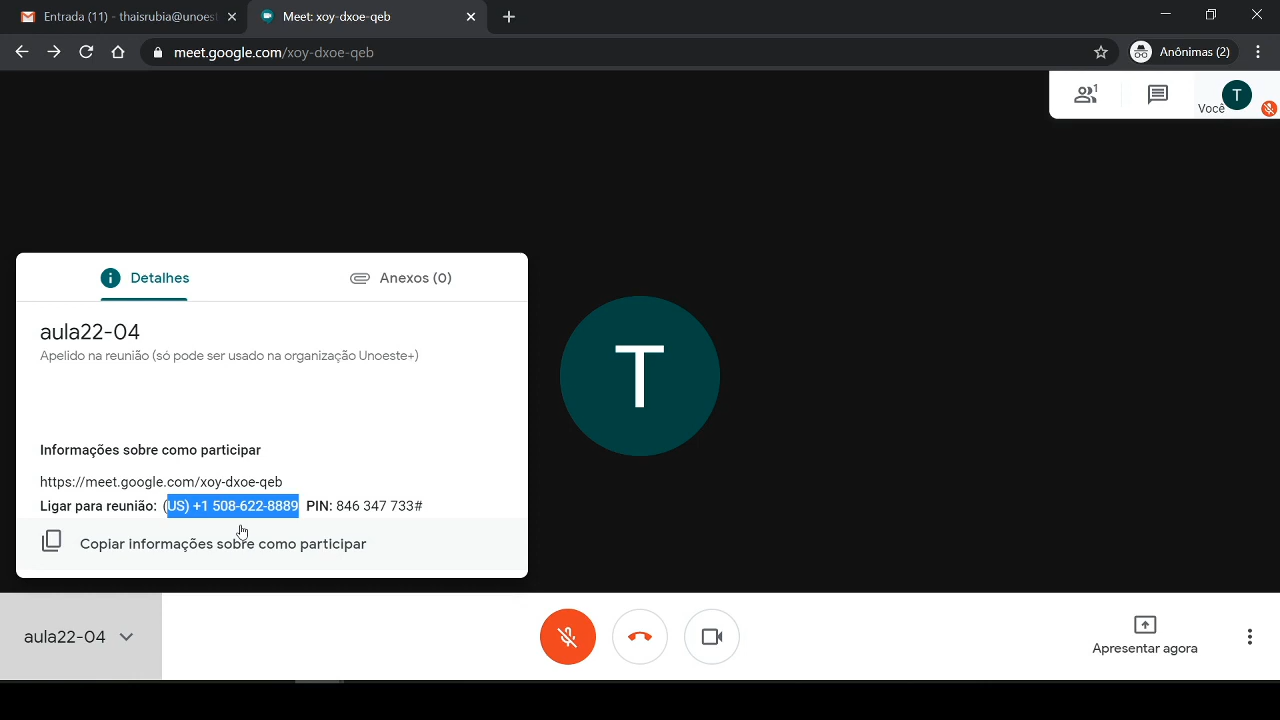 Entrada (11) - thaisrubia@unoest
Meet: xoy-dxoe-qeb
meet.google.com/xoy-dxoe-qeb
Anônimas (2)
1
T
Você
Detalhes
Anexos (0)
aula22-04
Apelido na reunião (só pode ser usado na organização Unoeste+)
T
Informações sobre como participar
https://meet.google.com/xoy-dxoe-qeb
Ligar para reunião: (US) +1 508-622-8889 PIN: 846 347 733#
Copiar informações sobre como participar
aula22-04
Apresentar agora